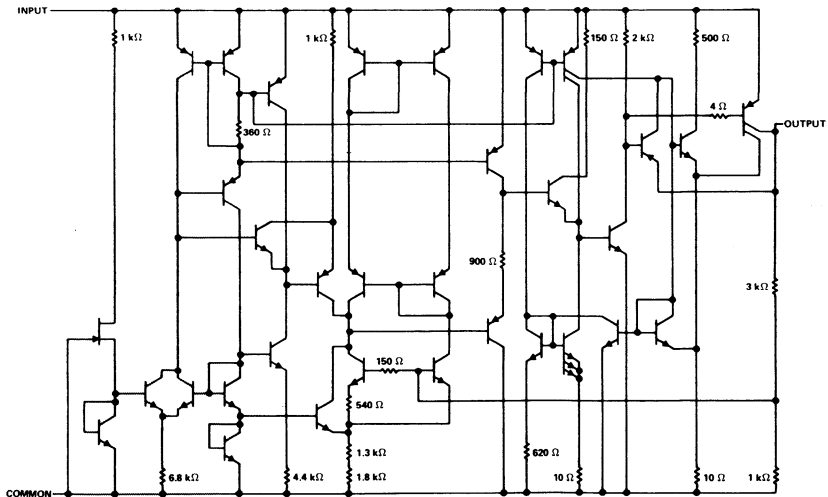 INPUT
1 kΩ
1 kΩ
150 Ω
2 kΩ
500 Ω
4 Ω
OUTPUT
360 Ω
900 Ω
3 kΩ
150 Ω
540 Ω
1.3 kΩ
620 Ω
6.8 kΩ
4.4 kΩ
1.8 kΩ
10 Ω
10 Ω
1 kΩ
COMMON